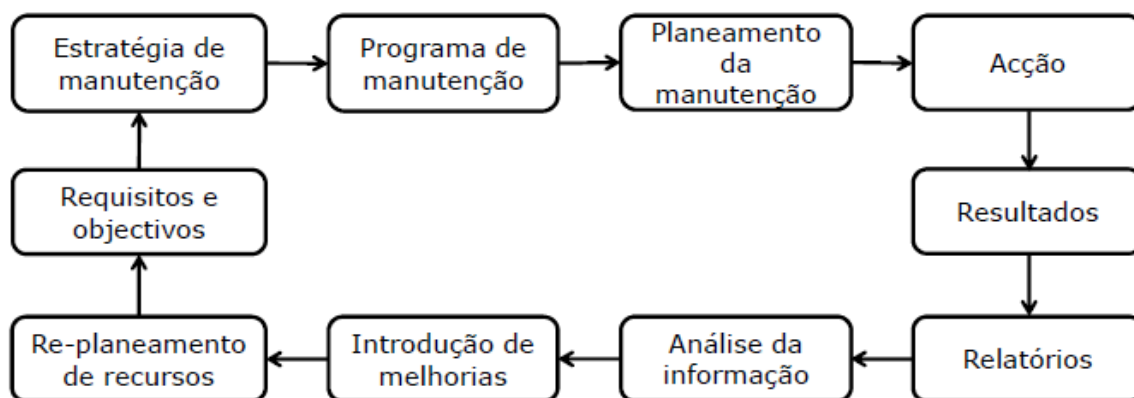 Estratégia de
manutenção
Programa de
manutenção
Planeamento
da
manutenção
Acção
Requisitos e
objectivos
Resultados
Re-planeamento
de recursos
Introdução de
melhorias
Análise da
informação
Relatórios